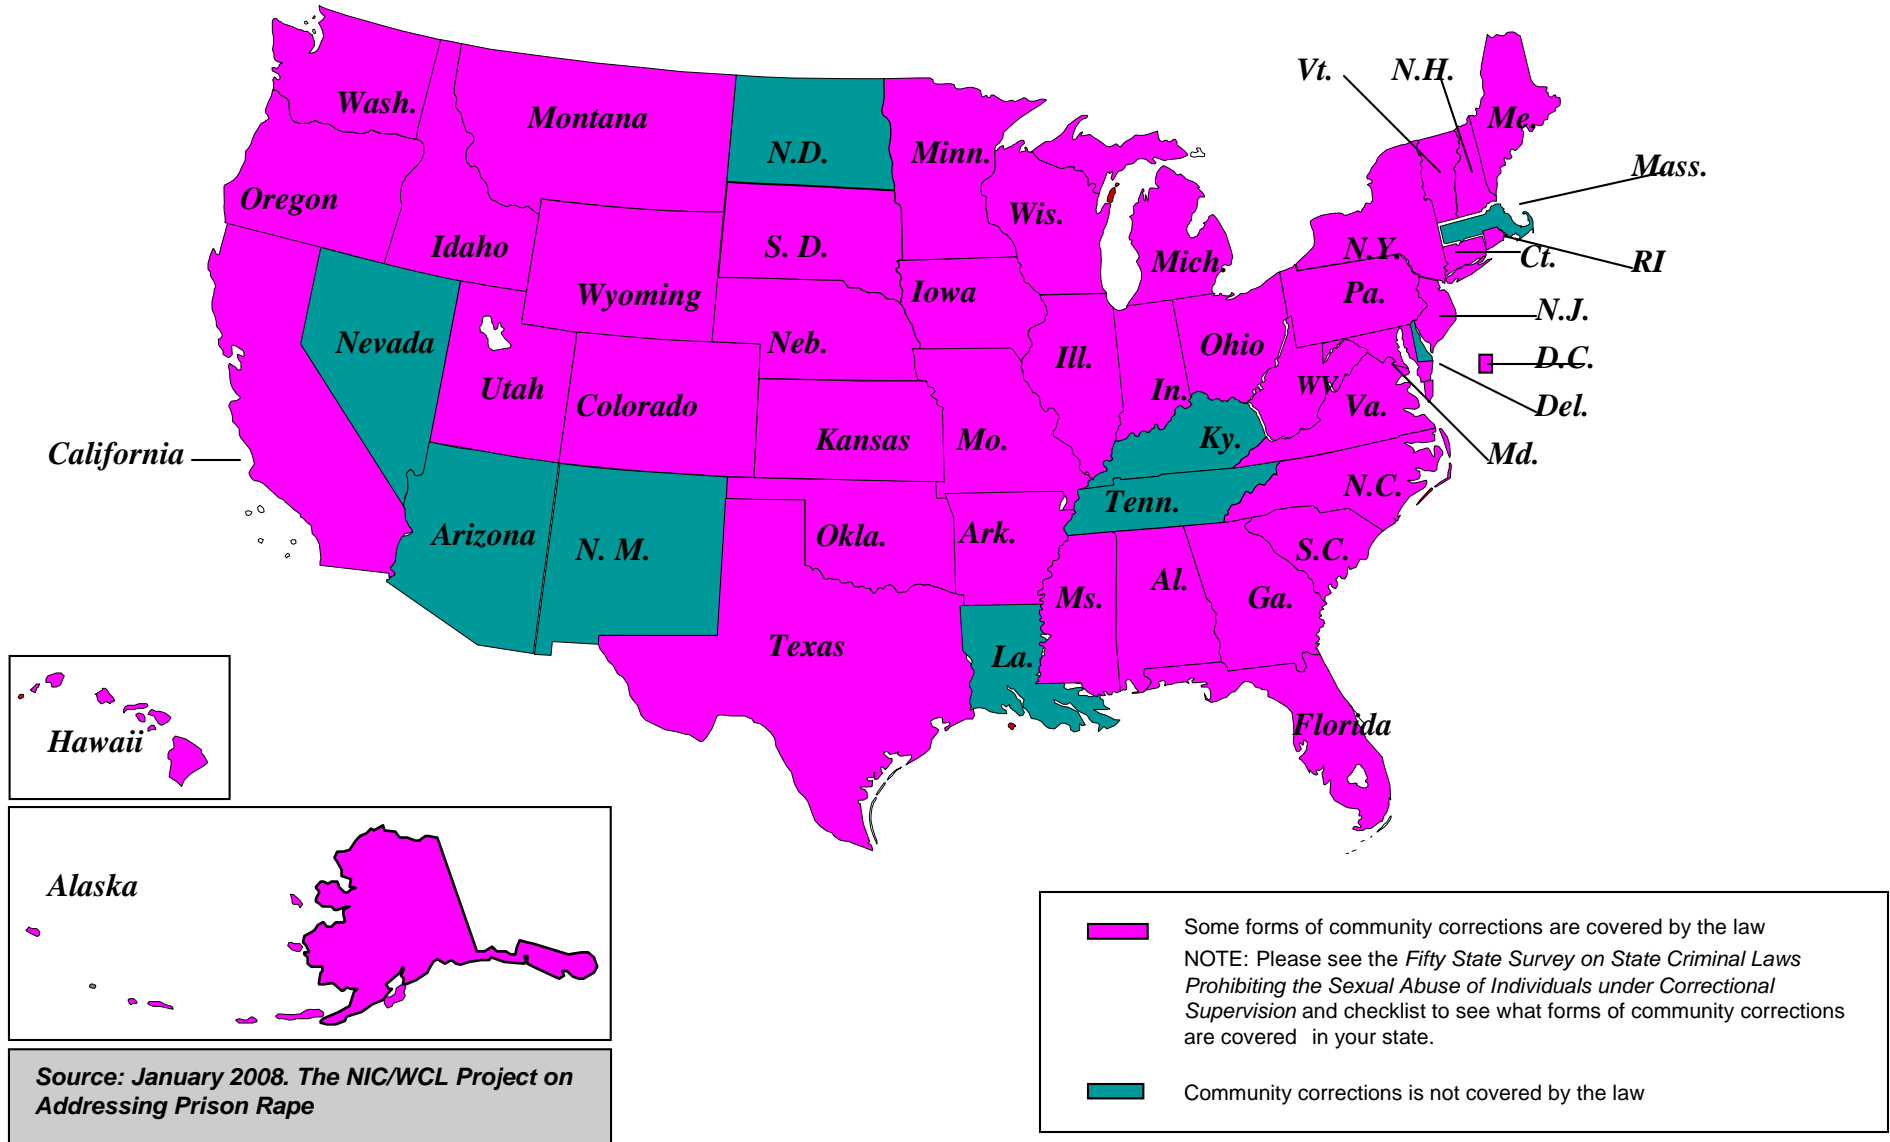 Vt.
N.H.
Wash.
Montana
Me.
N.D.
Minn.
Mass.
Oregon
Wis.
Idaho
S. D.
N.Y.
Ct.
RI
Mich.
Wyoming
Iowa
Pa.
N.J.
Nevada
Neb.
Ill.
Ohio
D.C.
Utah
Colorado
In.
WV
Va.
Del.
California
Kansas
Mo.
Ky.
Md.
Arizona
N. M.
Okla.
Ark.
Tenn.
N.C.
S.C.
Ms.
Al.
Ga.
Texas
La.
Florida
Hawaii
Alaska
Some forms of community corrections are covered by the law
NOTE: Please see the Fifty State Survey on State Criminal Laws
Prohibiting the Sexual Abuse of Individuals under Correctional
Supervision and checklist to see what forms of community corrections
are covered in your state.
Community corrections is not covered by the law
Source: January 2008. The NIC/WCL Project on
Addressing Prison Rape